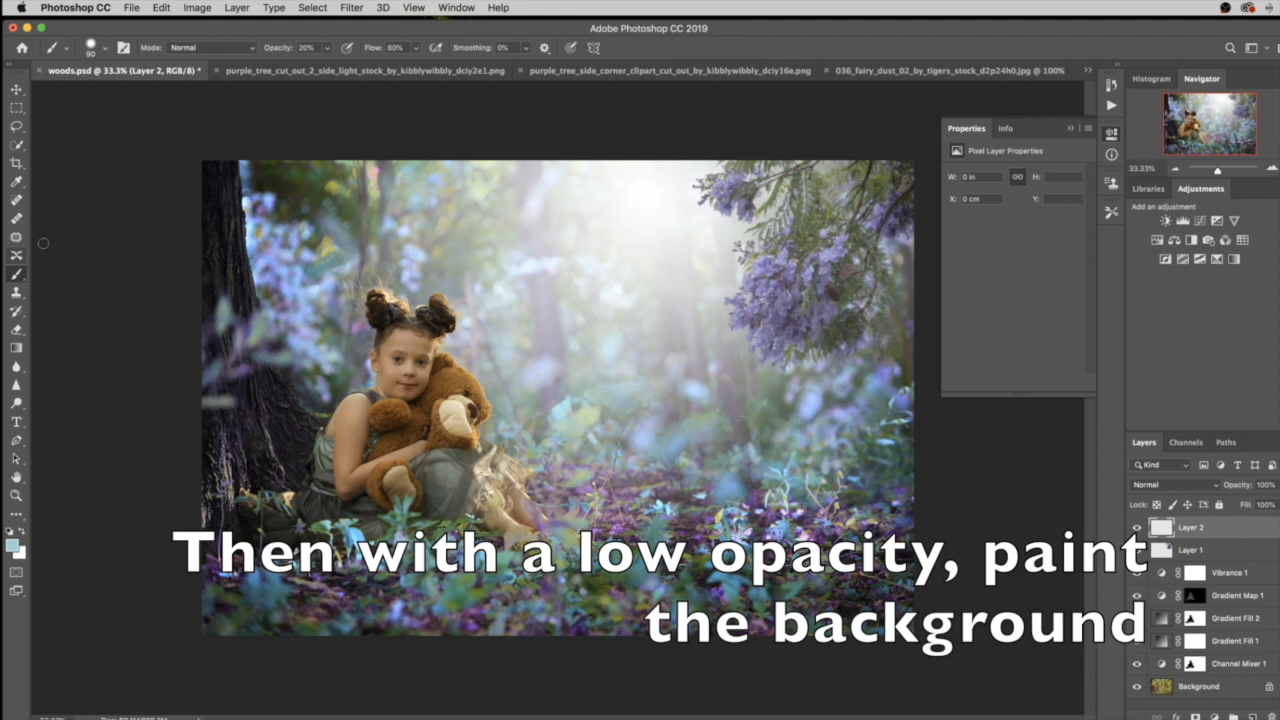 Photoshop CC File Edit Image Layer Type Select Filter 3D View Window Help
Adobe Photoshop CC 2019
90 Mode: Normal Opacity: 20% Flow: 80% Smoothing: 0%
woods.psd @ 33.3% (Layer 2, RGB/8) * purple_tree_cut_out_2_side_light_stock_by_kibblywibbly_dciy2e1.png purple_tree_side_corner_clipart_cut_out_by_kibblywibbly_dciy16e.png 036_fairy_dust_02_by_tigers_stock_d2p24h0.jpg @ 100%
Histogram Navigator
Properties Info
Pixel Layer Properties
33.33%
W: 0 in H:
Libraries Adjustments
X: 0 cm Y:
Add an adjustment
Layers Channels Paths
Kind
Normal Opacity: 100%
Lock: Fill: 100%
Layer 2
Layer 1
Vibrance 1
Gradient Map 1
Gradient Fill 2
Gradient Fill 1
Channel Mixer 1
Background
Then with a low opacity, paint
the background